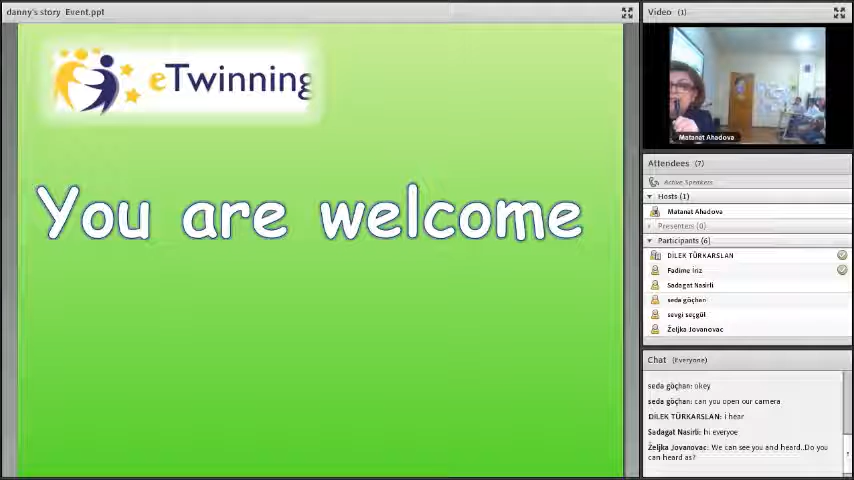 danny's story Event.ppt
eTwinning
You are welcome
Video (1)
Matanat Ahadova
Attendees (7)
Active Speakers
Hosts (1)
Matanat Ahadova
Presenters (0)
Participants (6)
DİLEK TÜRKARSLAN
Fadime İriz
Sadagat Nasirli
seda göçhan
sevgi seçgül
Željka Jovanovac
Chat (Everyone)
seda göçhan: okey
seda göçhan: can you open our camera
DİLEK TÜRKARSLAN: i hear
Sadagat Nasirli: hi everyoe
Željka Jovanovac: We can see you and heard..Do you
can heard as?